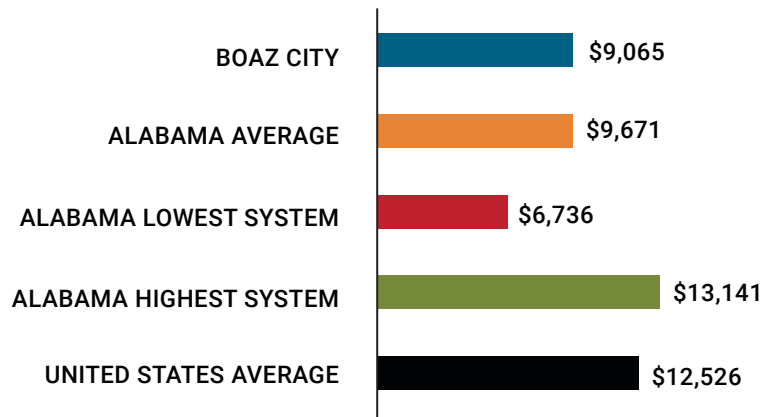 BOAZ CITY $9,065
ALABAMA AVERAGE $9,671
ALABAMA LOWEST SYSTEM $6,736
ALABAMA HIGHEST SYSTEM $13,141
UNITED STATES AVERAGE $12,526